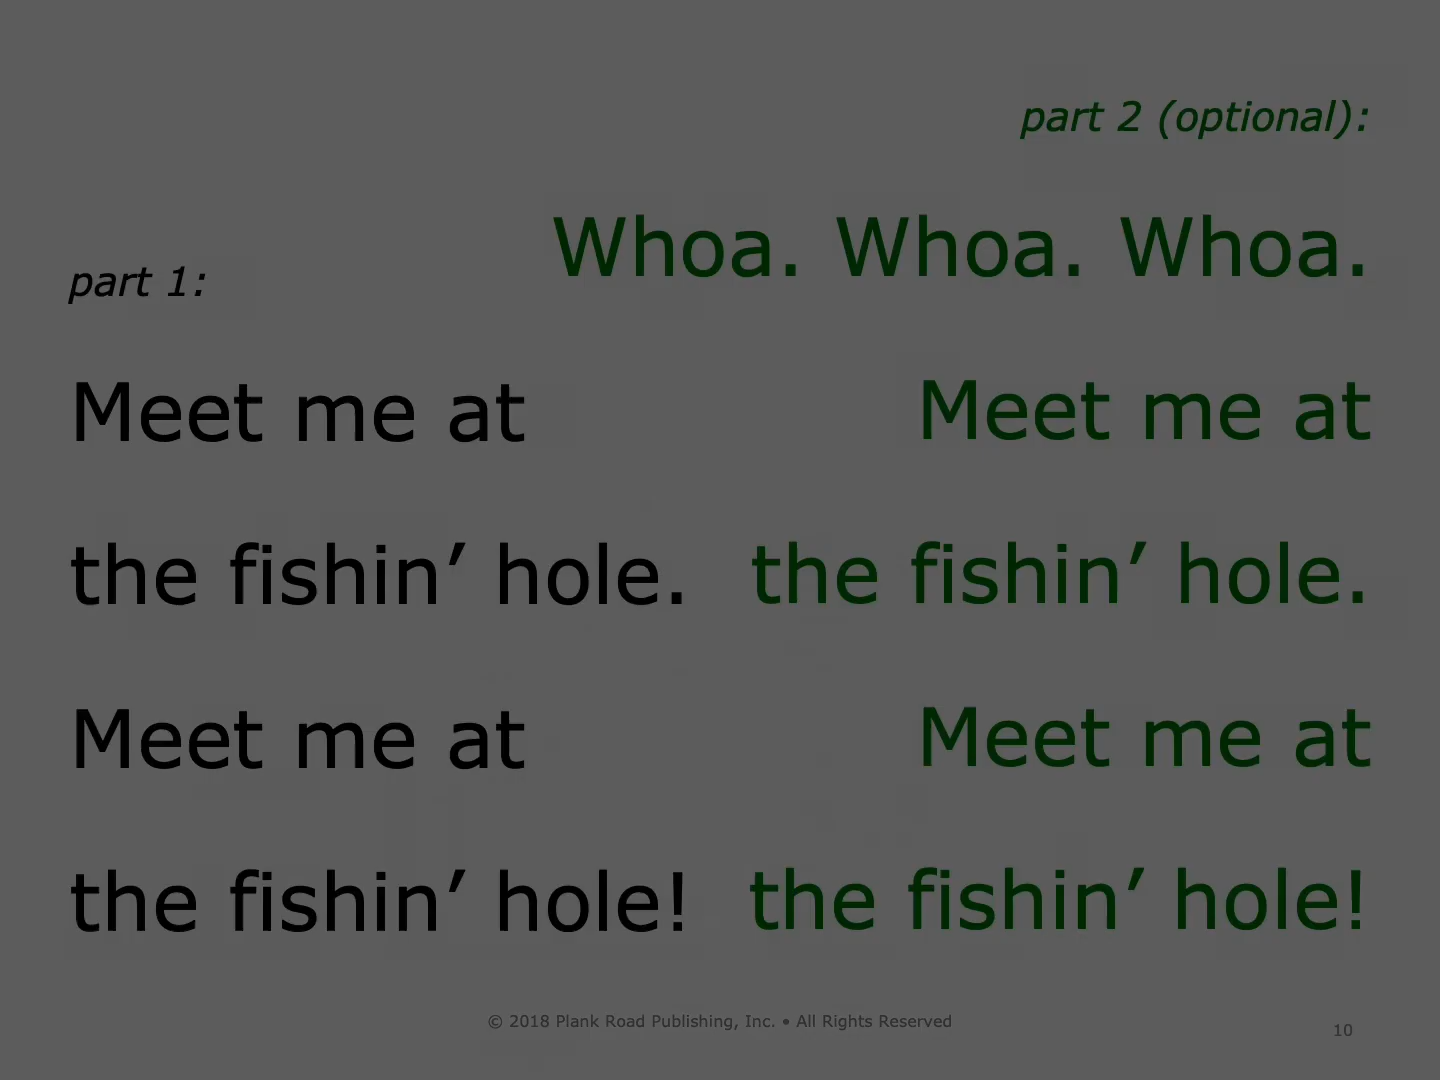 part 2 (optional):
Whoa. Whoa. Whoa.
part 1:
Meet me at
Meet me at
the fishin’ hole.
the fishin’ hole.
Meet me at
Meet me at
the fishin’ hole!
the fishin’ hole!
© 2018 Plank Road Publishing, Inc. • All Rights Reserved
10